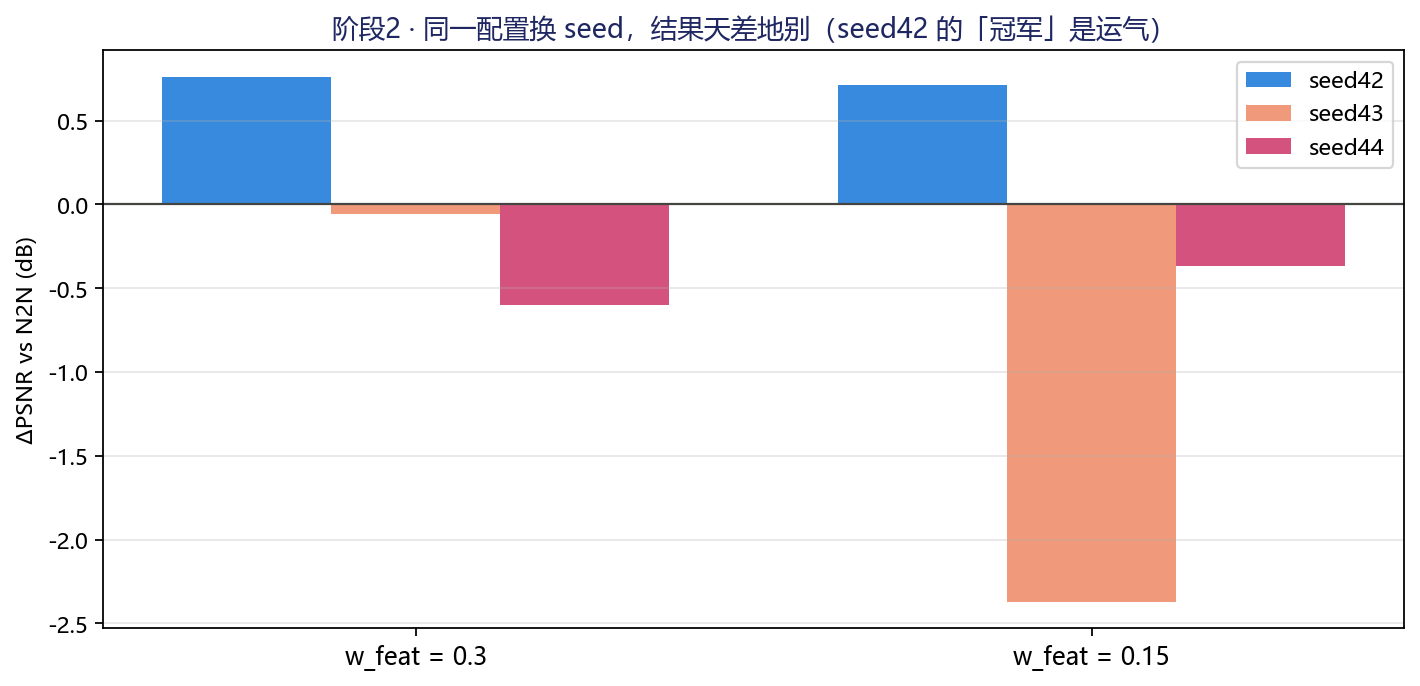 阶段2 · 同一配置换 seed，结果天差地别（seed42 的「冠军」是运气）
seed42
seed43
seed44
ΔPSNR vs N2N (dB)
0.5
0.0
-0.5
-1.0
-1.5
-2.0
-2.5
w_feat = 0.3
w_feat = 0.15